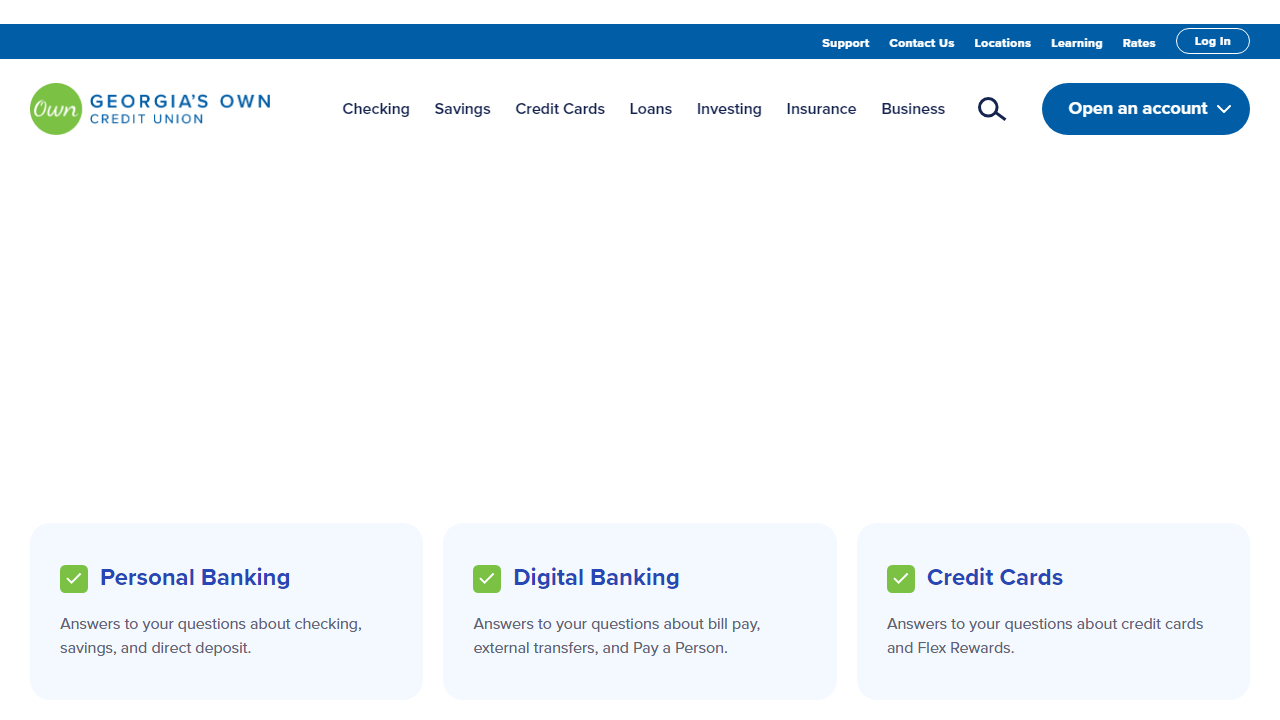 Support Contact Us Locations Learning Rates Log In
Own GEORGIA'S OWN
CREDIT UNION
Checking Savings Credit Cards Loans Investing Insurance Business Open an account
Personal Banking
Answers to your questions about checking,
savings, and direct deposit.
Digital Banking
Answers to your questions about bill pay,
external transfers, and Pay a Person.
Credit Cards
Answers to your questions about credit cards
and Flex Rewards.